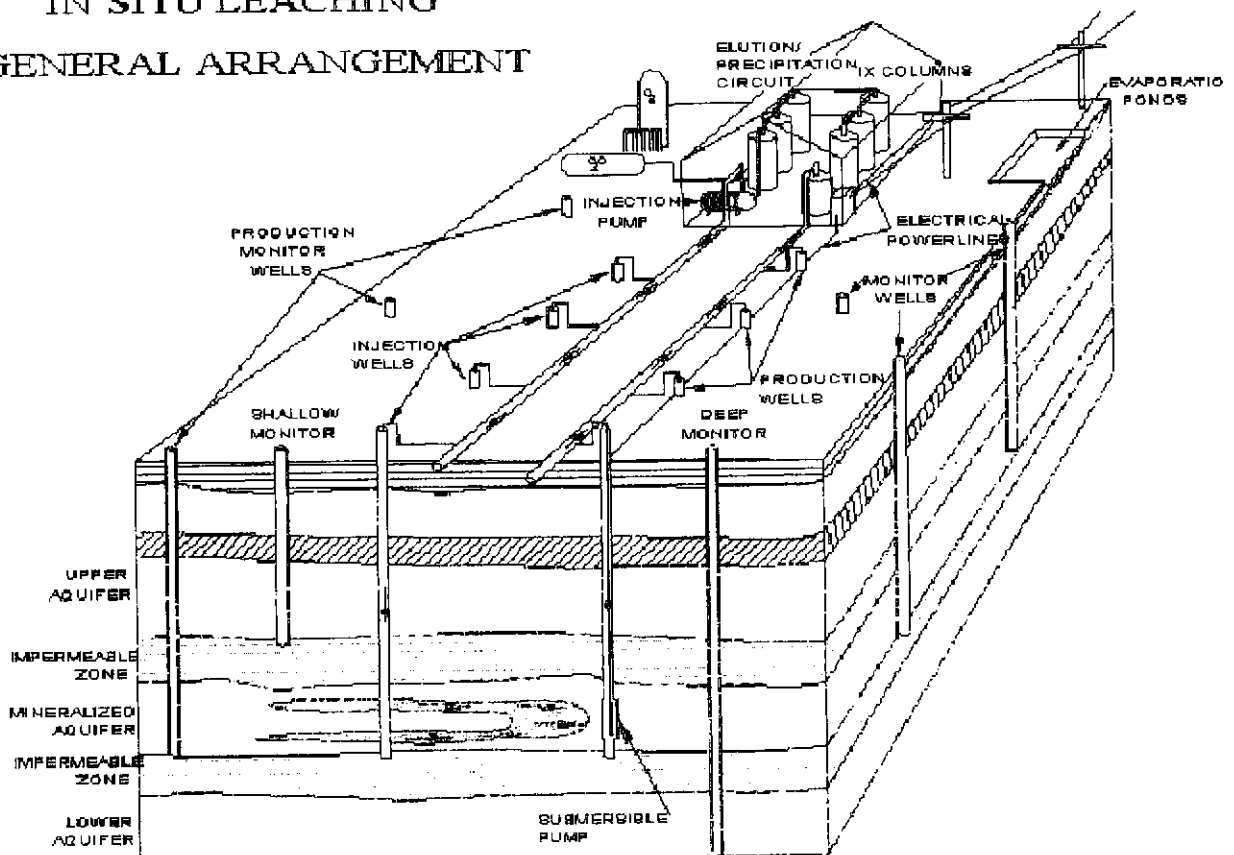 IN SITU LEACHING
GENERAL ARRANGEMENT
ELUTION/
PRECIPITATION
CIRCUIT
IX COLUMNS
EVAPORATIO
PONDS
O2
INJECTION
PUMP
PRODUCTION
MONITOR
WELLS
ELECTRICAL
POWERLINES
MONITOR
WELLS
INJECTION
WELLS
PRODUCTION
WELLS
SHALLOW
MONITOR
DEEP
MONITOR
UPPER
AQUIFER
IMPERMEABLE
ZONE
MINERALIZED
AQUIFER
IMPERMEABLE
ZONE
LOWER
AQUIFER
SUBMERSIBLE
PUMP